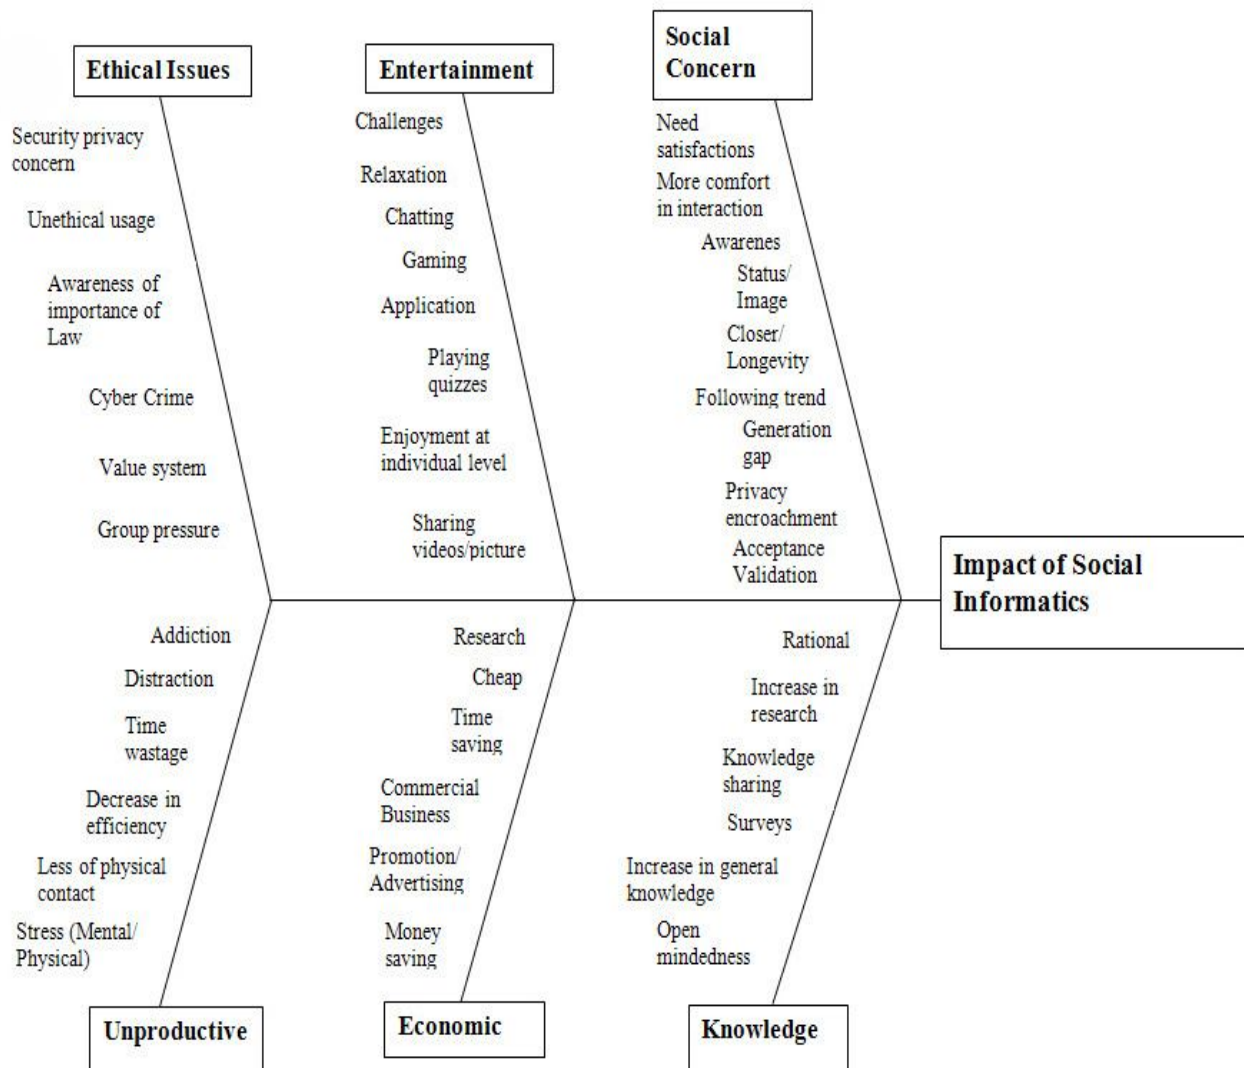 Ethical Issues
Security privacy
concern
Unethical usage
Awareness of
importance of
Law
Cyber Crime
Value system
Group pressure
Entertainment
Challenges
Relaxation
Chatting
Gaming
Application
Playing
quizzes
Enjoyment at
individual level
Sharing
videos/picture
Social
Concern
Need
satisfactions
More comfort
in interaction
Awarenes
Status/
Image
Closer/
Longevity
Following trend
Generation
gap
Privacy
encroachment
Acceptance
Validation
Impact of Social
Informatics
Addiction
Distraction
Time
wastage
Decrease in
efficiency
Less of physical
contact
Stress (Mental/
Physical)
Unproductive
Research
Cheap
Time
saving
Commercial
Business
Promotion/
Advertising
Money
saving
Economic
Rational
Increase in
research
Knowledge
sharing
Surveys
Increase in general
knowledge
Open
mindedness
Knowledge